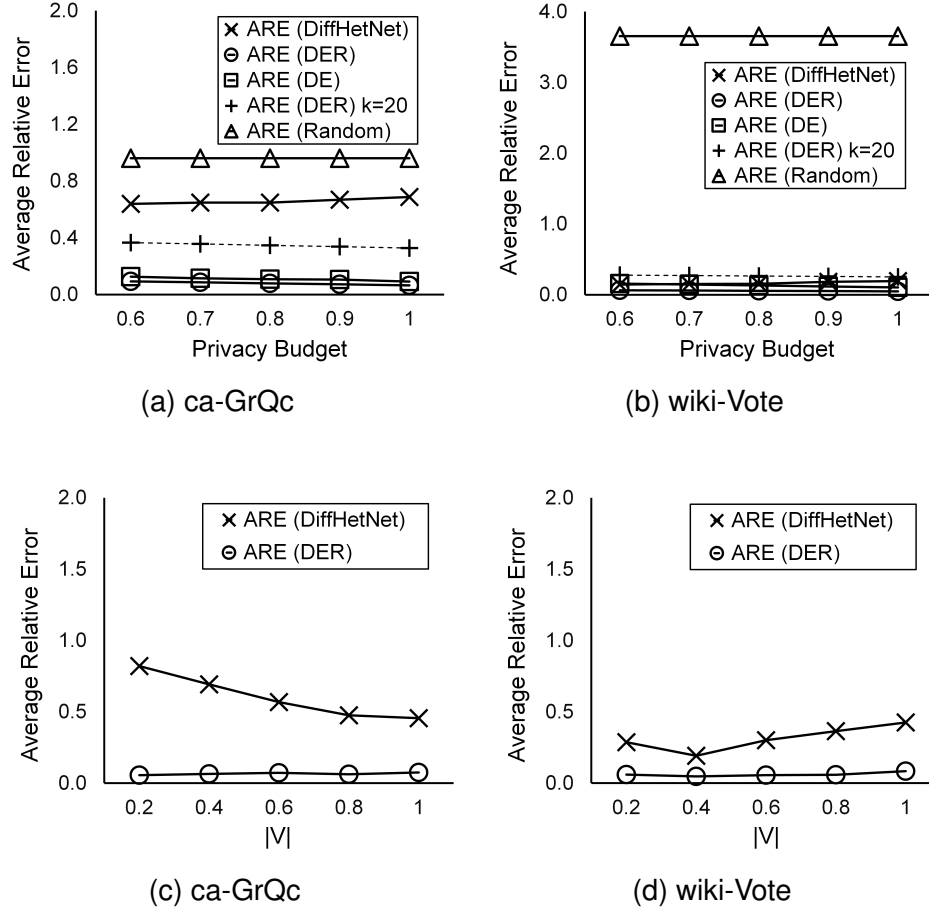 Average Relative Error
2.0
1.6
1.2
0.8
0.4
0.0
ARE (DiffHetNet)
ARE (DER)
ARE (DE)
ARE (DER) k=20
ARE (Random)
0.6 0.7 0.8 0.9 1
Privacy Budget
(a) ca-GrQc
Average Relative Error
4.0
3.0
2.0
1.0
0.0
ARE (DiffHetNet)
ARE (DER)
ARE (DE)
ARE (DER) k=20
ARE (Random)
0.6 0.7 0.8 0.9 1
Privacy Budget
(b) wiki-Vote
Average Relative Error
2.0
1.5
1.0
0.5
0.0
ARE (DiffHetNet)
ARE (DER)
0.2 0.4 0.6 0.8 1
|V|
(c) ca-GrQc
Average Relative Error
2.0
1.5
1.0
0.5
0.0
ARE (DiffHetNet)
ARE (DER)
0.2 0.4 0.6 0.8 1
|V|
(d) wiki-Vote